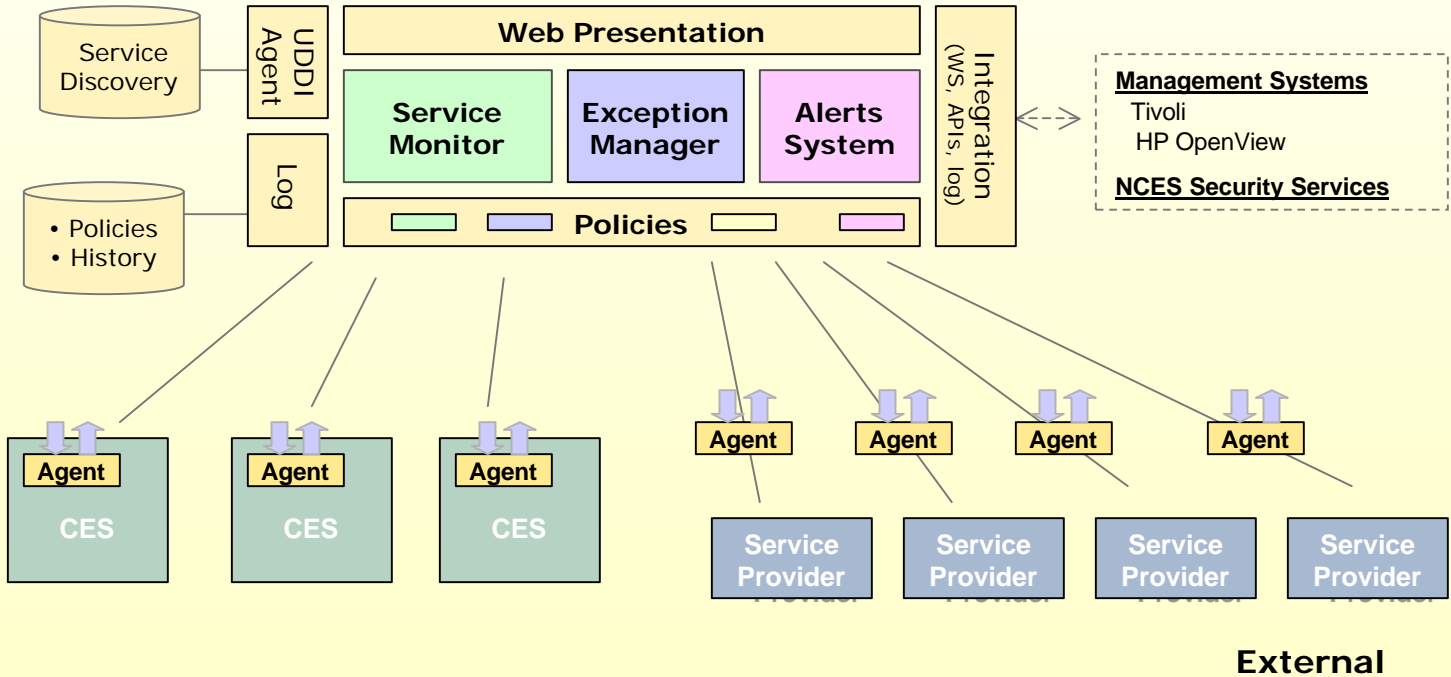 Service
Discovery
UDDI
Agent
Web Presentation
Service
Monitor
Exception
Manager
Alerts
System
Integration
(WS, APIs, log)
Management Systems
Tivoli
HP OpenView
NCES Security Services
Log
• Policies
• History
Policies
Agent
CES
Agent
CES
Agent
CES
Agent
Agent
Agent
Agent
Service
Provider
Service
Provider
Service
Provider
Service
Provider
External